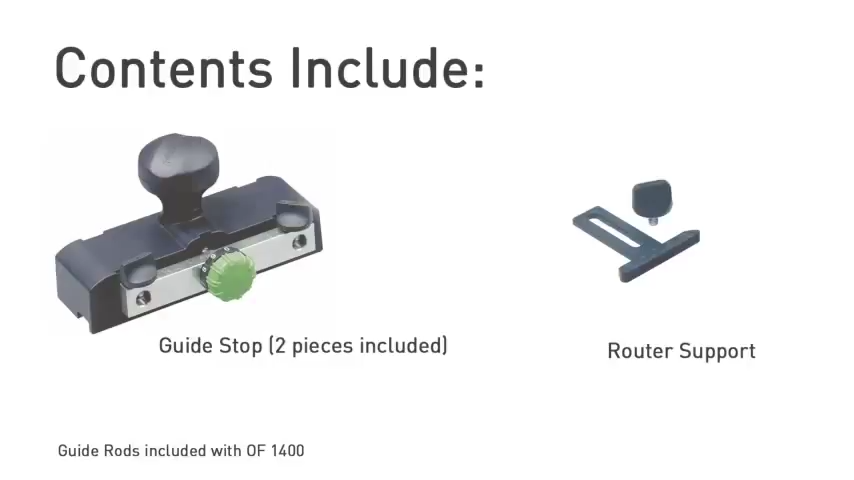 Contents Include:
Guide Stop (2 pieces included)
Router Support
Guide Rods included with OF 1400